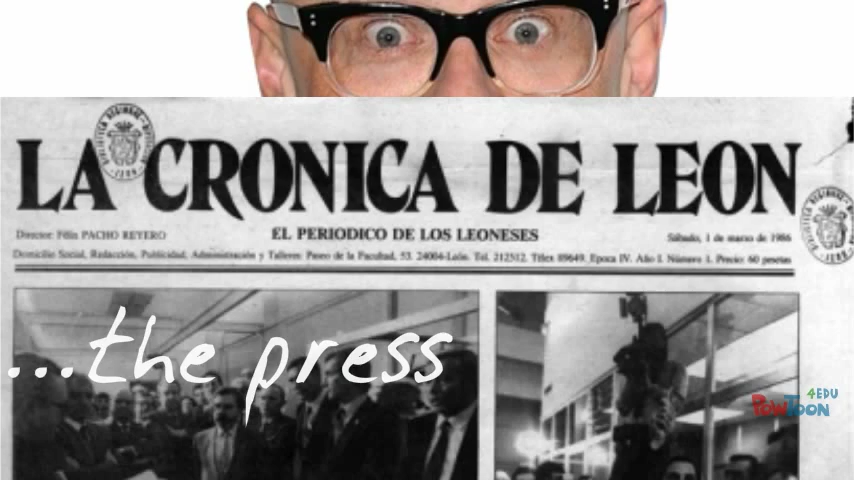 LA CRONICA DE LEON
Director: Félix PACHO REYERO
EL PERIODICO DE LOS LEONESES
Sábado, 1 de marzo de 1986
Domicilio Social, Redacción, Publicidad, Administración y Talleres: Paseo de la Facultad, 53. 24004-León. Tel. 212512. Télex 89649. Epoca IV. Año I. Número 1. Precio: 60 pesetas
...the press
4EDU
POWTOON